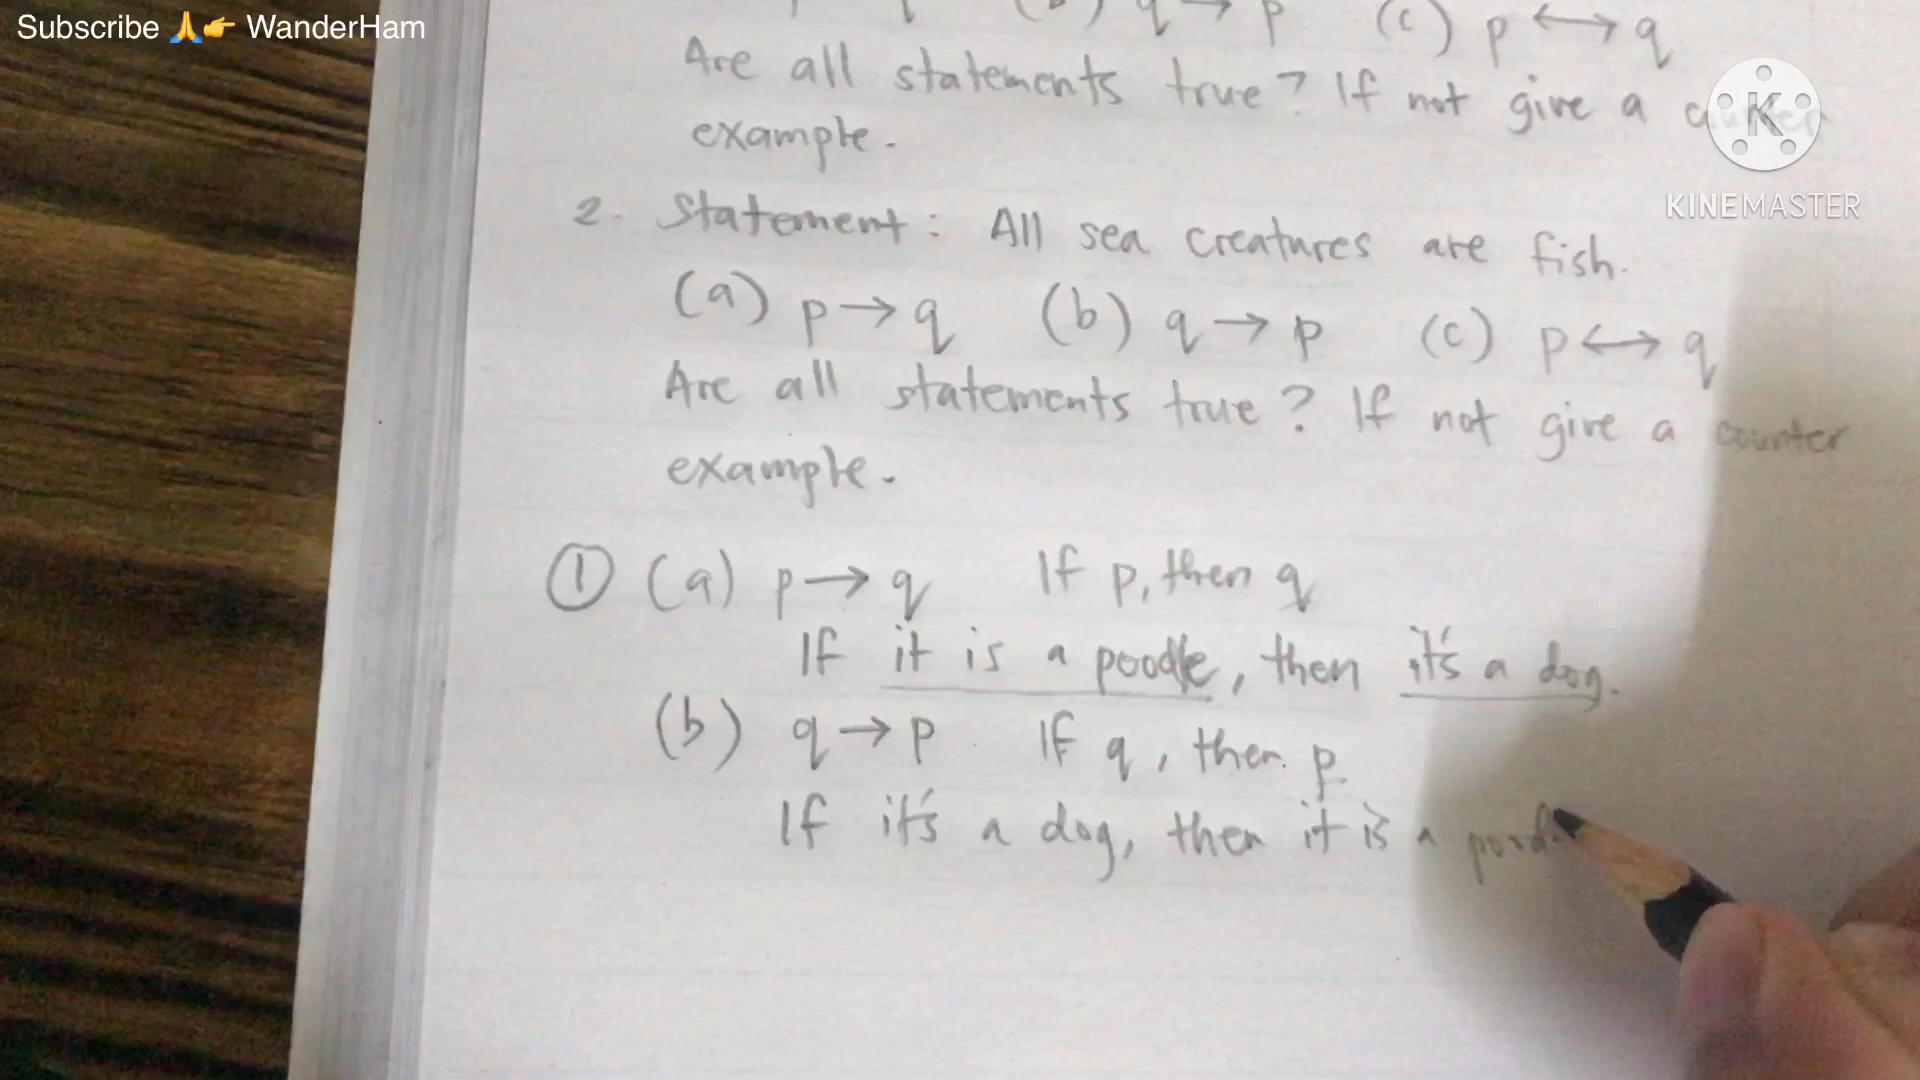 Subscribe 🙏👉 WanderHam
(b) q → p (c) p ↔ q
Are all statements true? If not give a counter
example.
KINEMASTER
2. Statement: All sea creatures are fish.
(a) p → q (b) q → p (c) p ↔ q
Are all statements true? If not give a counter
example.
① (a) p → q If p, then q
If it is a poodle, then it's a dog.
(b) q → p If q, then p
If it's a dog, then it is a